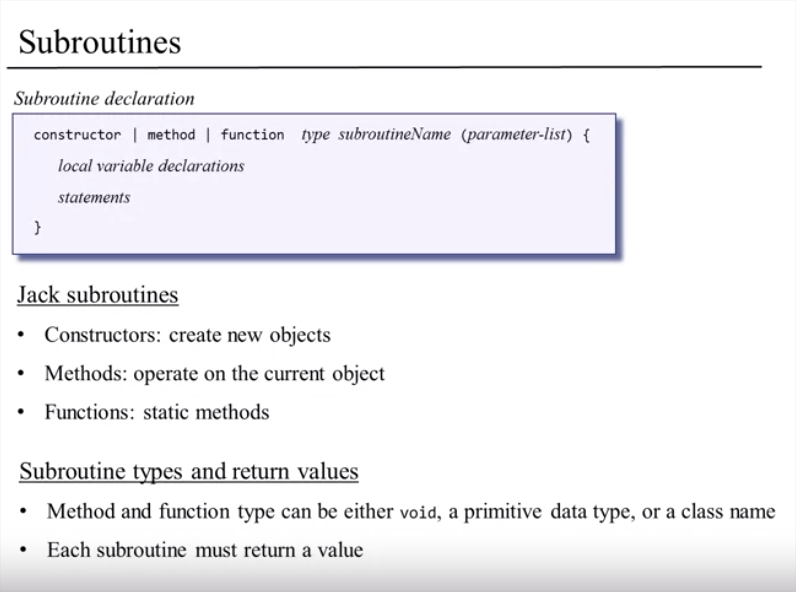 Subroutines
Subroutine declaration
constructor | method | function type subroutineName (parameter-list) {
local variable declarations
statements
}
Jack subroutines
• Constructors: create new objects
• Methods: operate on the current object
• Functions: static methods
Subroutine types and return values
• Method and function type can be either void, a primitive data type, or a class name
• Each subroutine must return a value